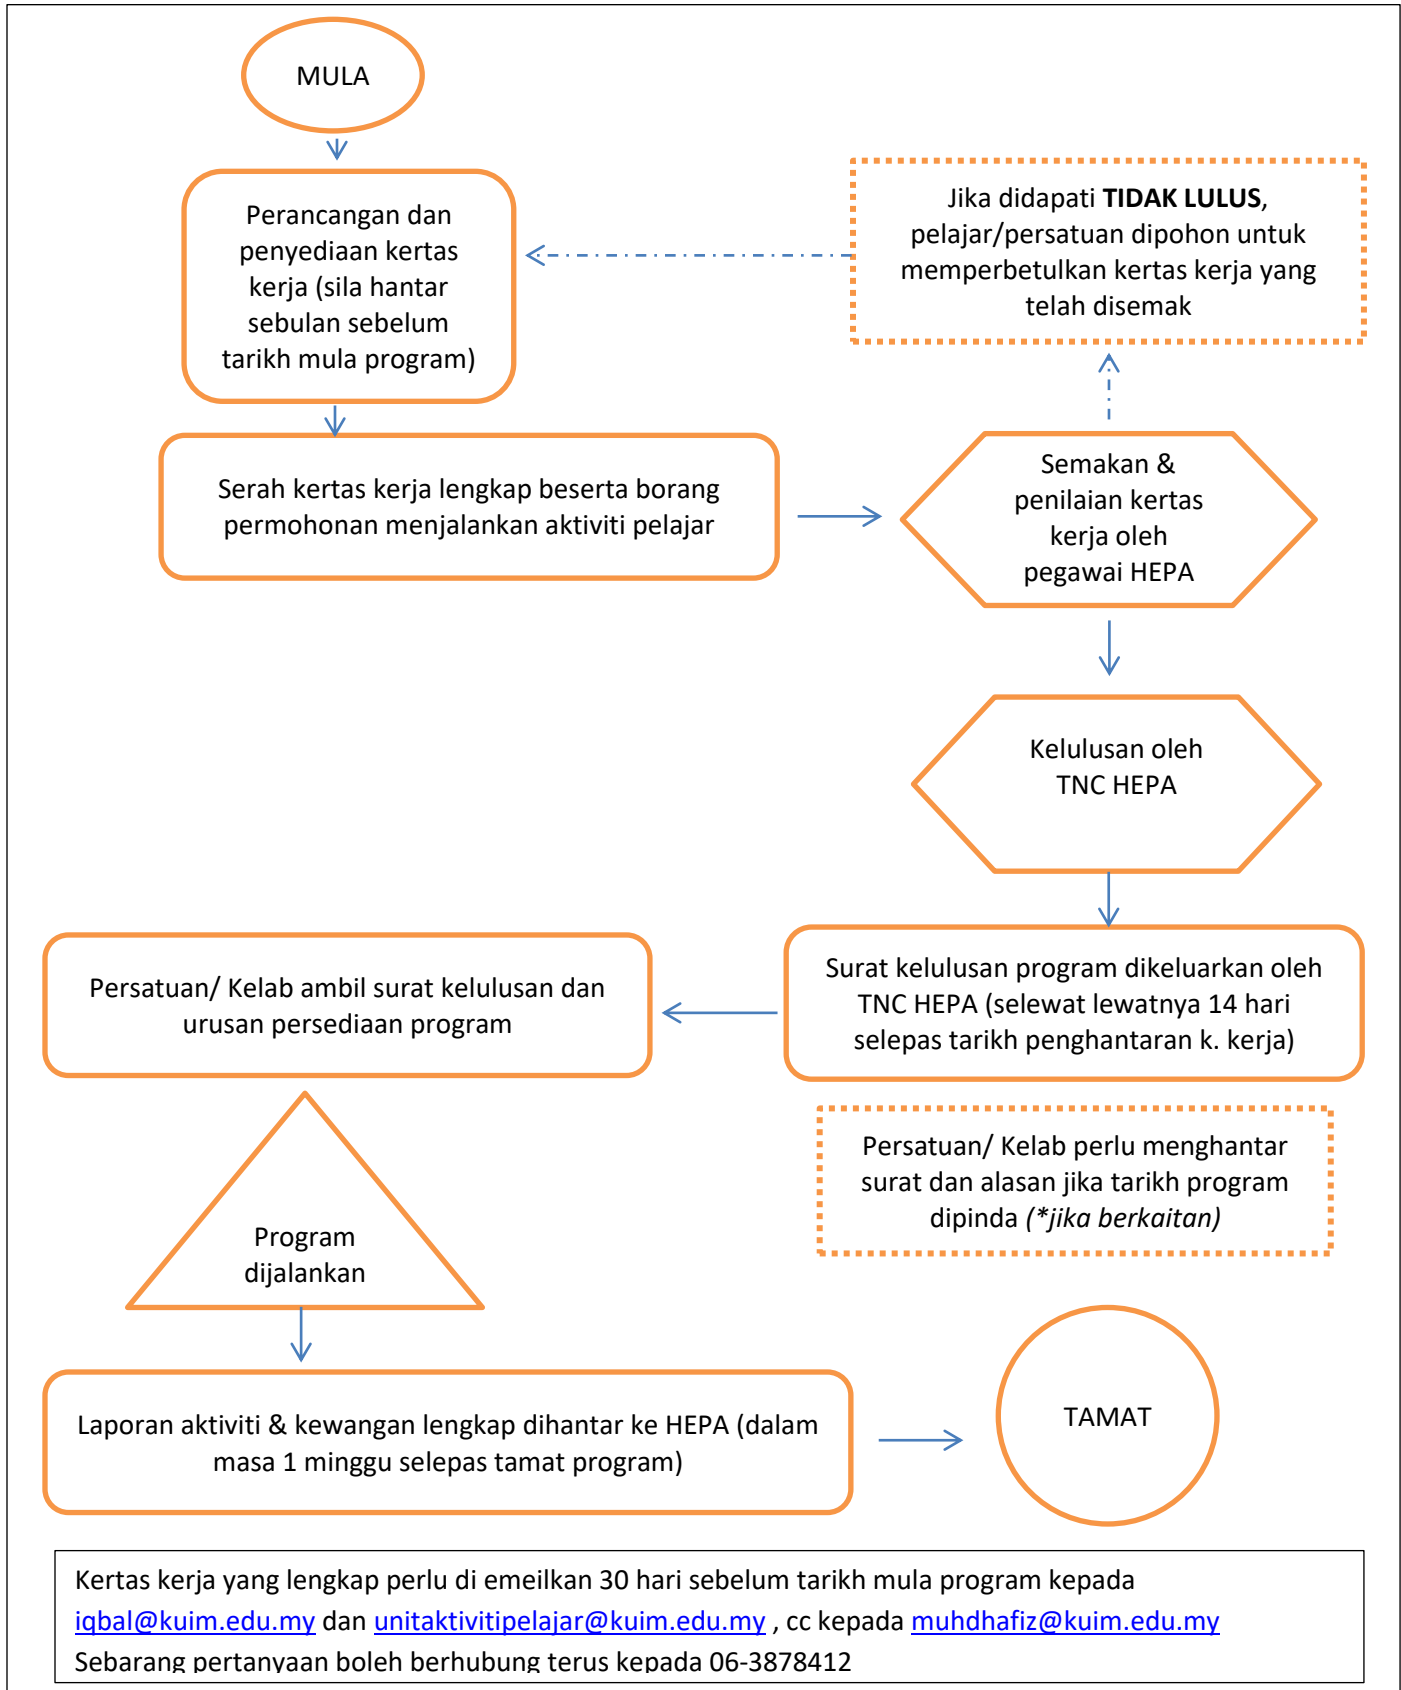 MULA
Perancangan dan
penyediaan kertas
kerja (sila hantar
sebulan sebelum
tarikh mula program)
Jika didapati TIDAK LULUS,
pelajar/persatuan dipohon untuk
memperbetulkan kertas kerja yang
telah disemak
Serah kertas kerja lengkap beserta borang
permohonan menjalankan aktiviti pelajar
Semakan &
penilaian kertas
kerja oleh
pegawai HEPA
Kelulusan oleh
TNC HEPA
Surat kelulusan program dikeluarkan oleh
TNC HEPA (selewat lewatnya 14 hari
selepas tarikh penghantaran k. kerja)
Persatuan/ Kelab ambil surat kelulusan dan
urusan persediaan program
Persatuan/ Kelab perlu menghantar
surat dan alasan jika tarikh program
dipinda (*jika berkaitan)
Program
dijalankan
Laporan aktiviti & kewangan lengkap dihantar ke HEPA (dalam
masa 1 minggu selepas tamat program)
TAMAT
Kertas kerja yang lengkap perlu di emeilkan 30 hari sebelum tarikh mula program kepada
iqbal@kuim.edu.my dan unitaktivitipelajar@kuim.edu.my , cc kepada muhdhafiz@kuim.edu.my
Sebarang pertanyaan boleh berhubung terus kepada 06-3878412